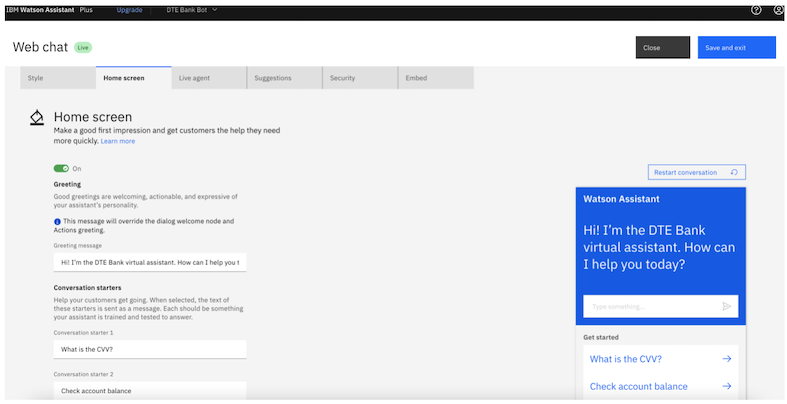 IBM Watson Assistant Plus Upgrade DTE Bank Bot
Web chat Live Close Save and exit
Style Home screen Live agent Suggestions Security Embed
Home screen
Make a good first impression and get customers the help they need
more quickly. Learn more
On
Greeting
Good greetings are welcoming, actionable, and expressive of
your assistant's personality.
This message will override the dialog welcome node and
Actions greeting.
Greeting message
Hi! I'm the DTE Bank virtual assistant. How can I help you t
Conversation starters
Help your customers get going. When selected, the text of
these starters is sent as a message. Each should be something
your assistant is trained and tested to answer.
Conversation starter 1
What is the CVV?
Conversation starter 2
Check account balance
Restart conversation
Watson Assistant
Hi! I'm the DTE Bank
virtual assistant. How can
I help you today?
Type something...
Get started
What is the CVV?
Check account balance